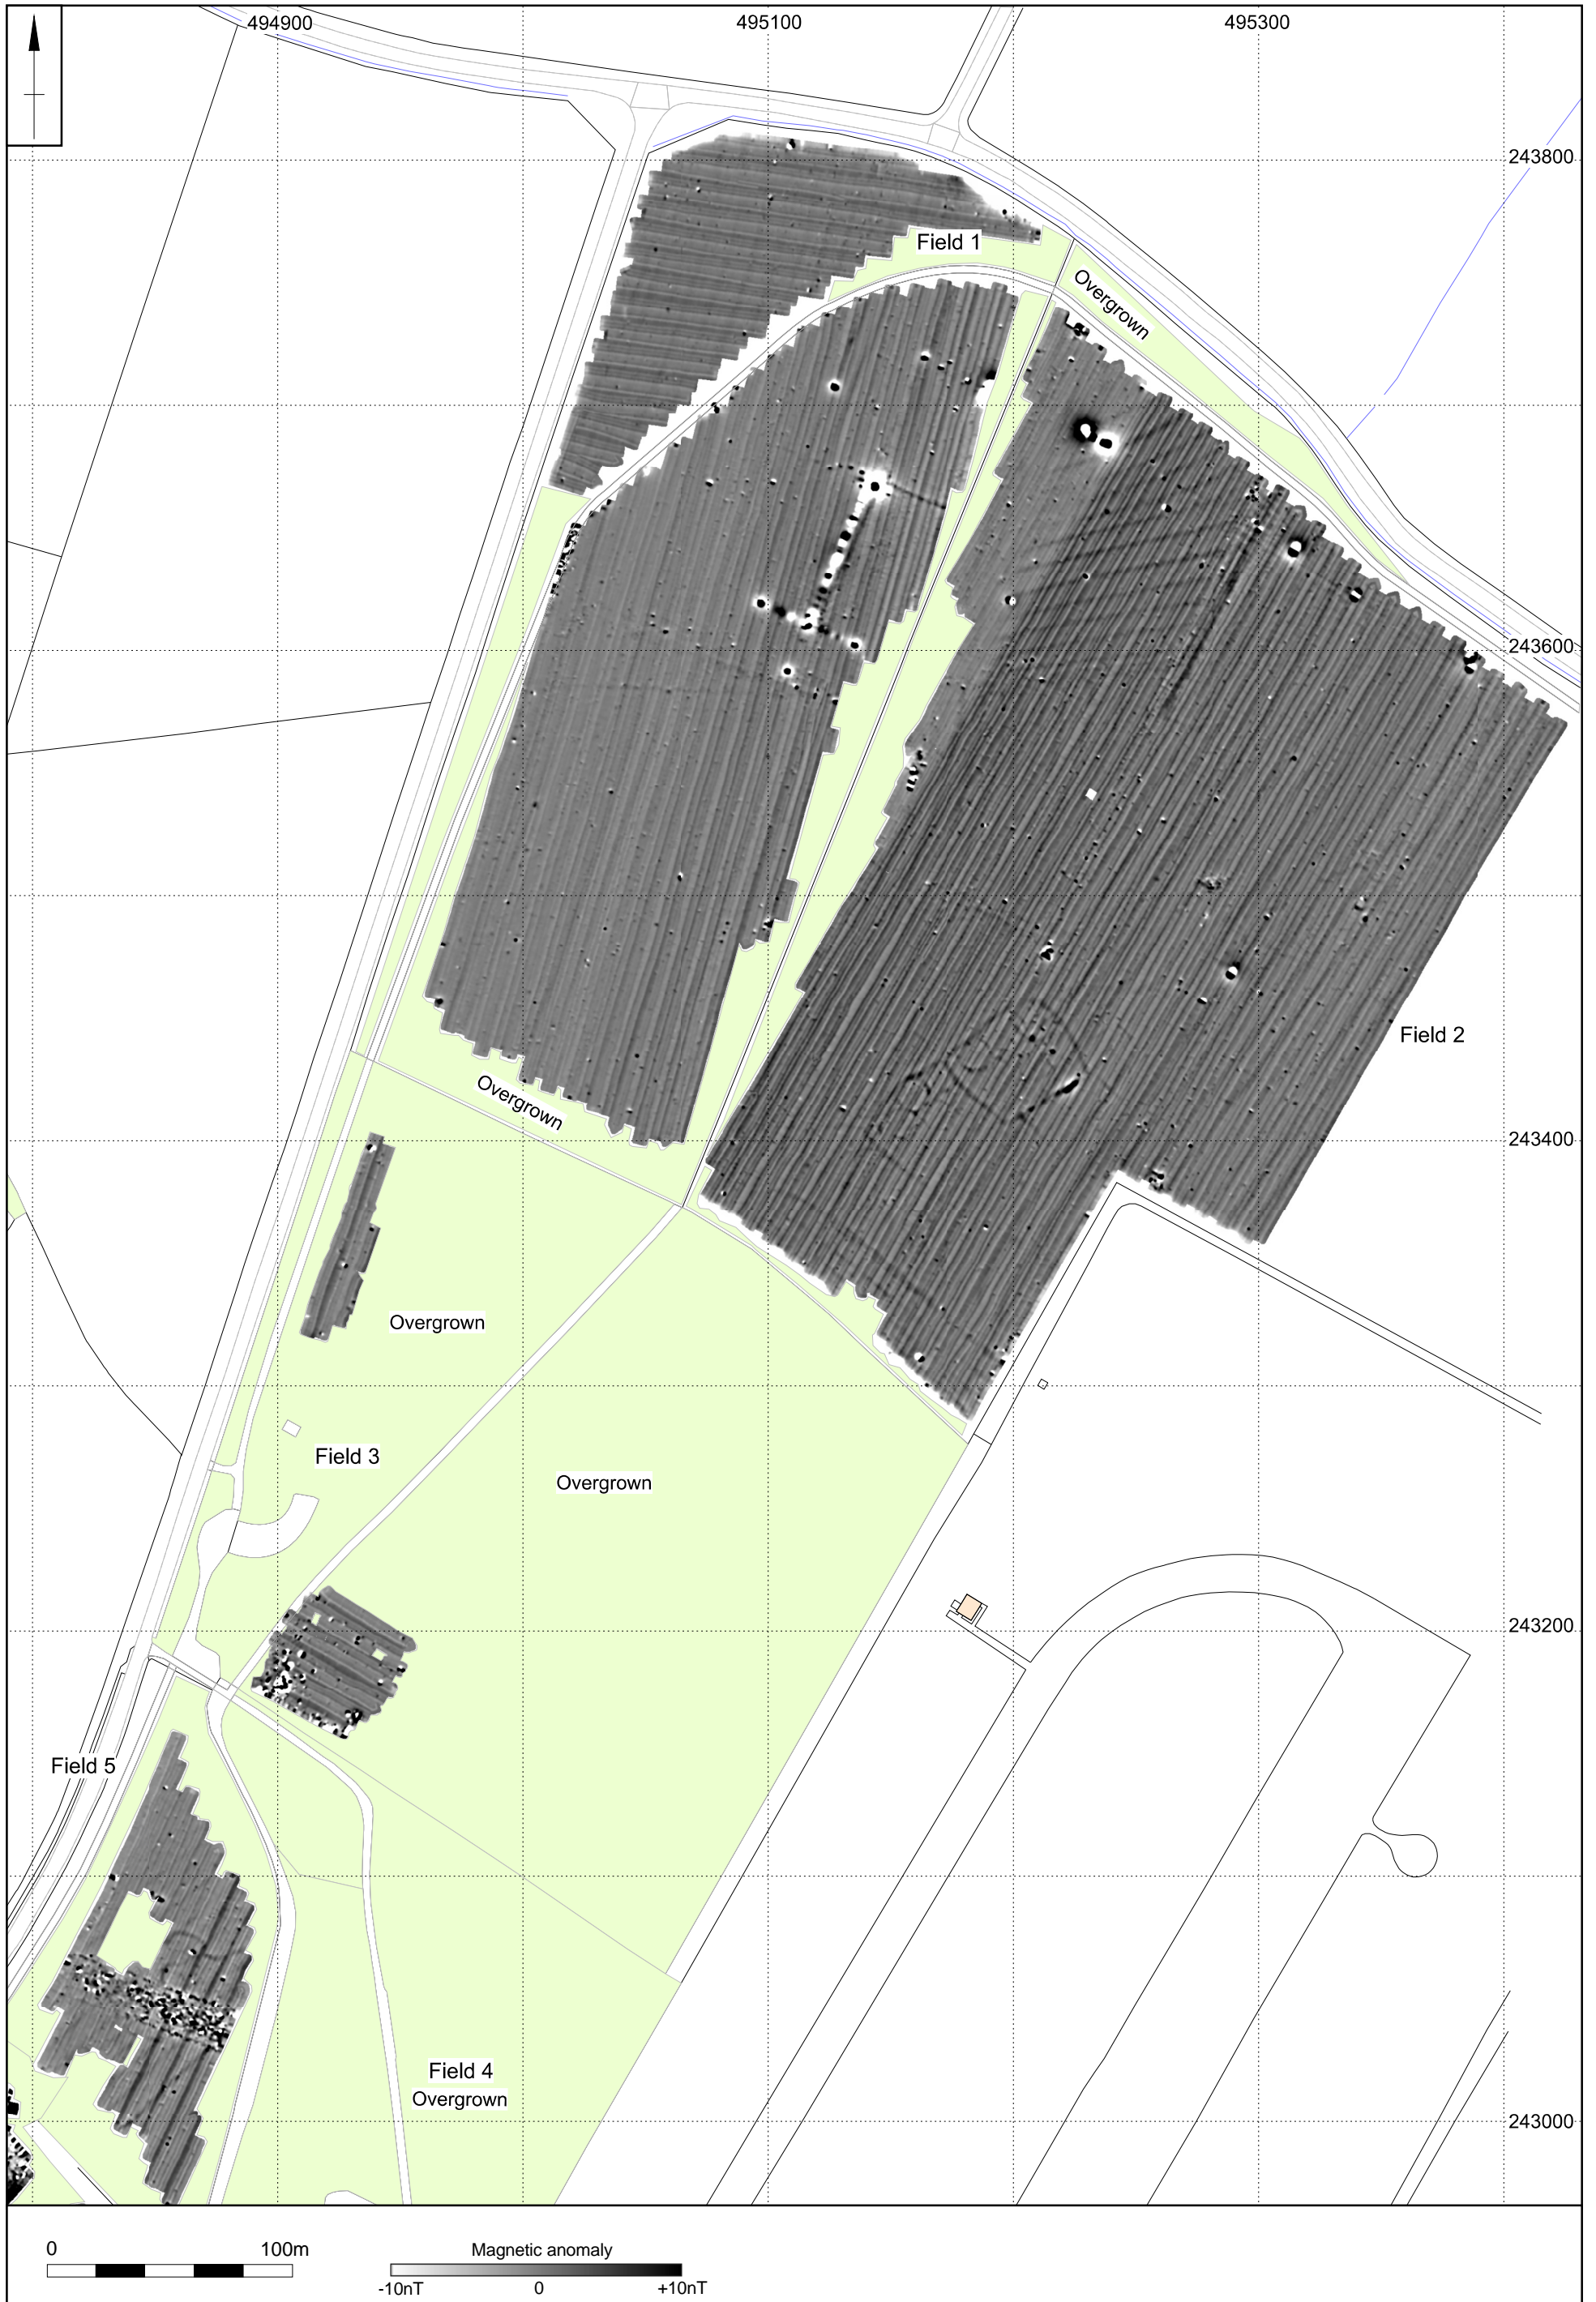 494900
495100
495300
243800
Field 1
Overgrown
243600
Field 2
Overgrown
243400
Overgrown
Field 3
Overgrown
243200
Field 5
Field 4
Overgrown
243000
0 100m
Magnetic anomaly
-10nT 0 +10nT